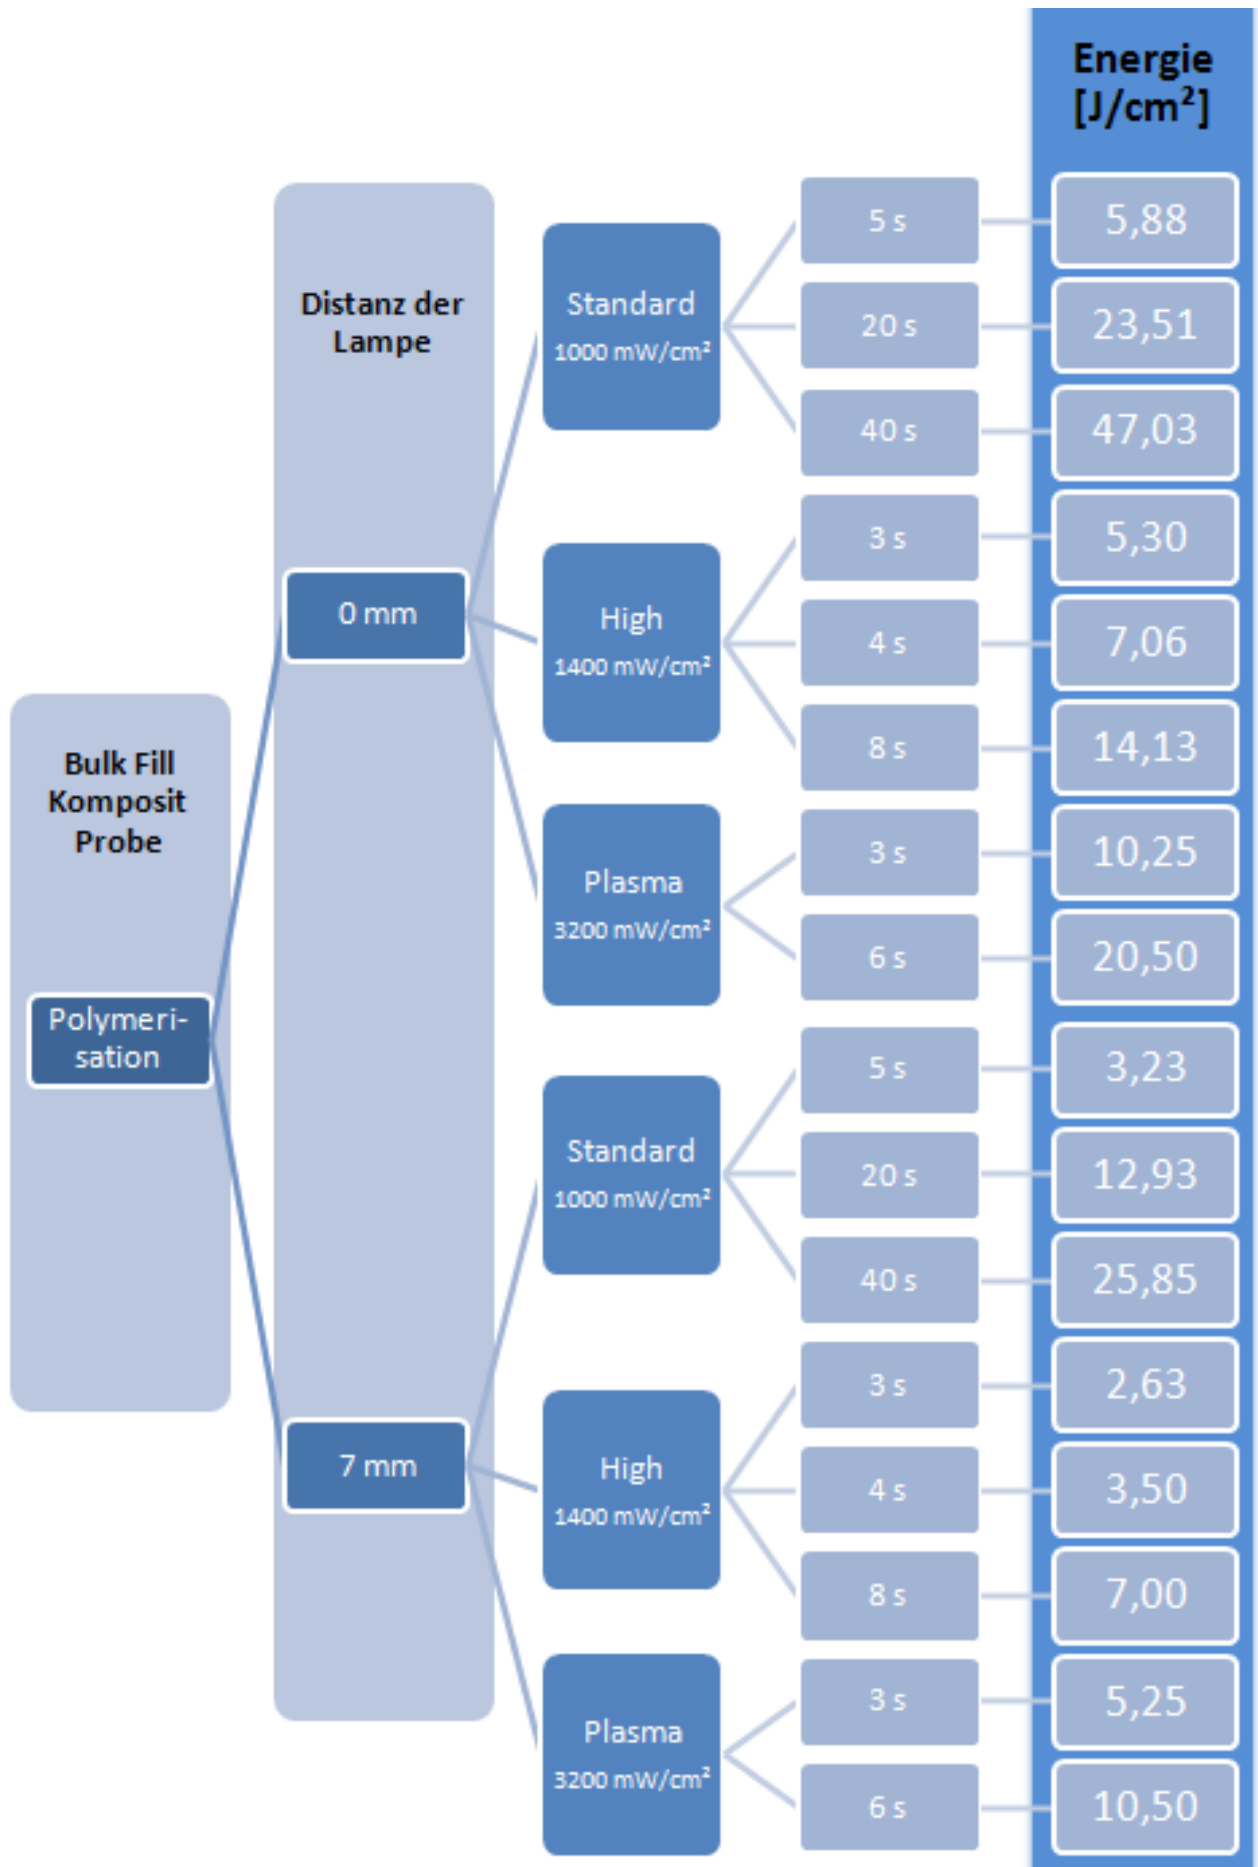 Energie
[J/cm²]
Distanz der
Lampe
Bulk Fill
Komposit
Probe
Polymeri-
sation
0 mm
Standard
1000 mW/cm²
5 s
5,88
20 s
23,51
40 s
47,03
High
1400 mW/cm²
3 s
5,30
4 s
7,06
8 s
14,13
Plasma
3200 mW/cm²
3 s
10,25
6 s
20,50
7 mm
Standard
1000 mW/cm²
5 s
3,23
20 s
12,93
40 s
25,85
High
1400 mW/cm²
3 s
2,63
4 s
3,50
8 s
7,00
Plasma
3200 mW/cm²
3 s
5,25
6 s
10,50